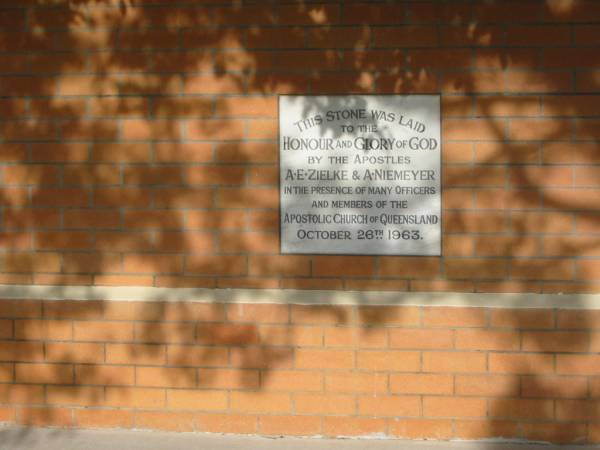 THIS STONE WAS LAID
TO THE
HONOUR AND GLORY OF GOD
BY THE APOSTLES
A·E·ZIELKE & A·NIEMEYER
IN THE PRESENCE OF MANY OFFICERS
AND MEMBERS OF THE
APOSTOLIC CHURCH OF QUEENSLAND
OCTOBER 26TH 1963.